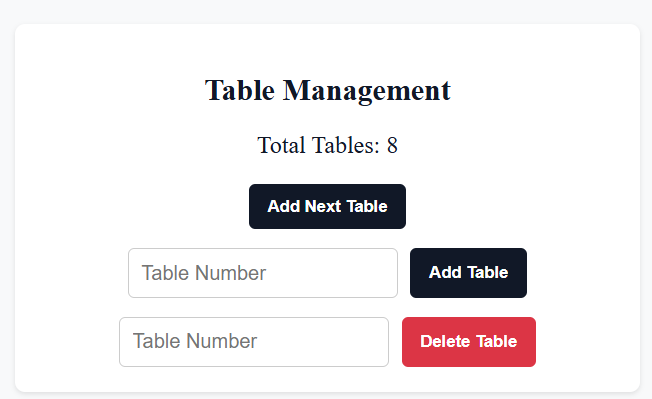 Table Management
Total Tables: 8
Add Next Table
Table Number Add Table
Table Number Delete Table